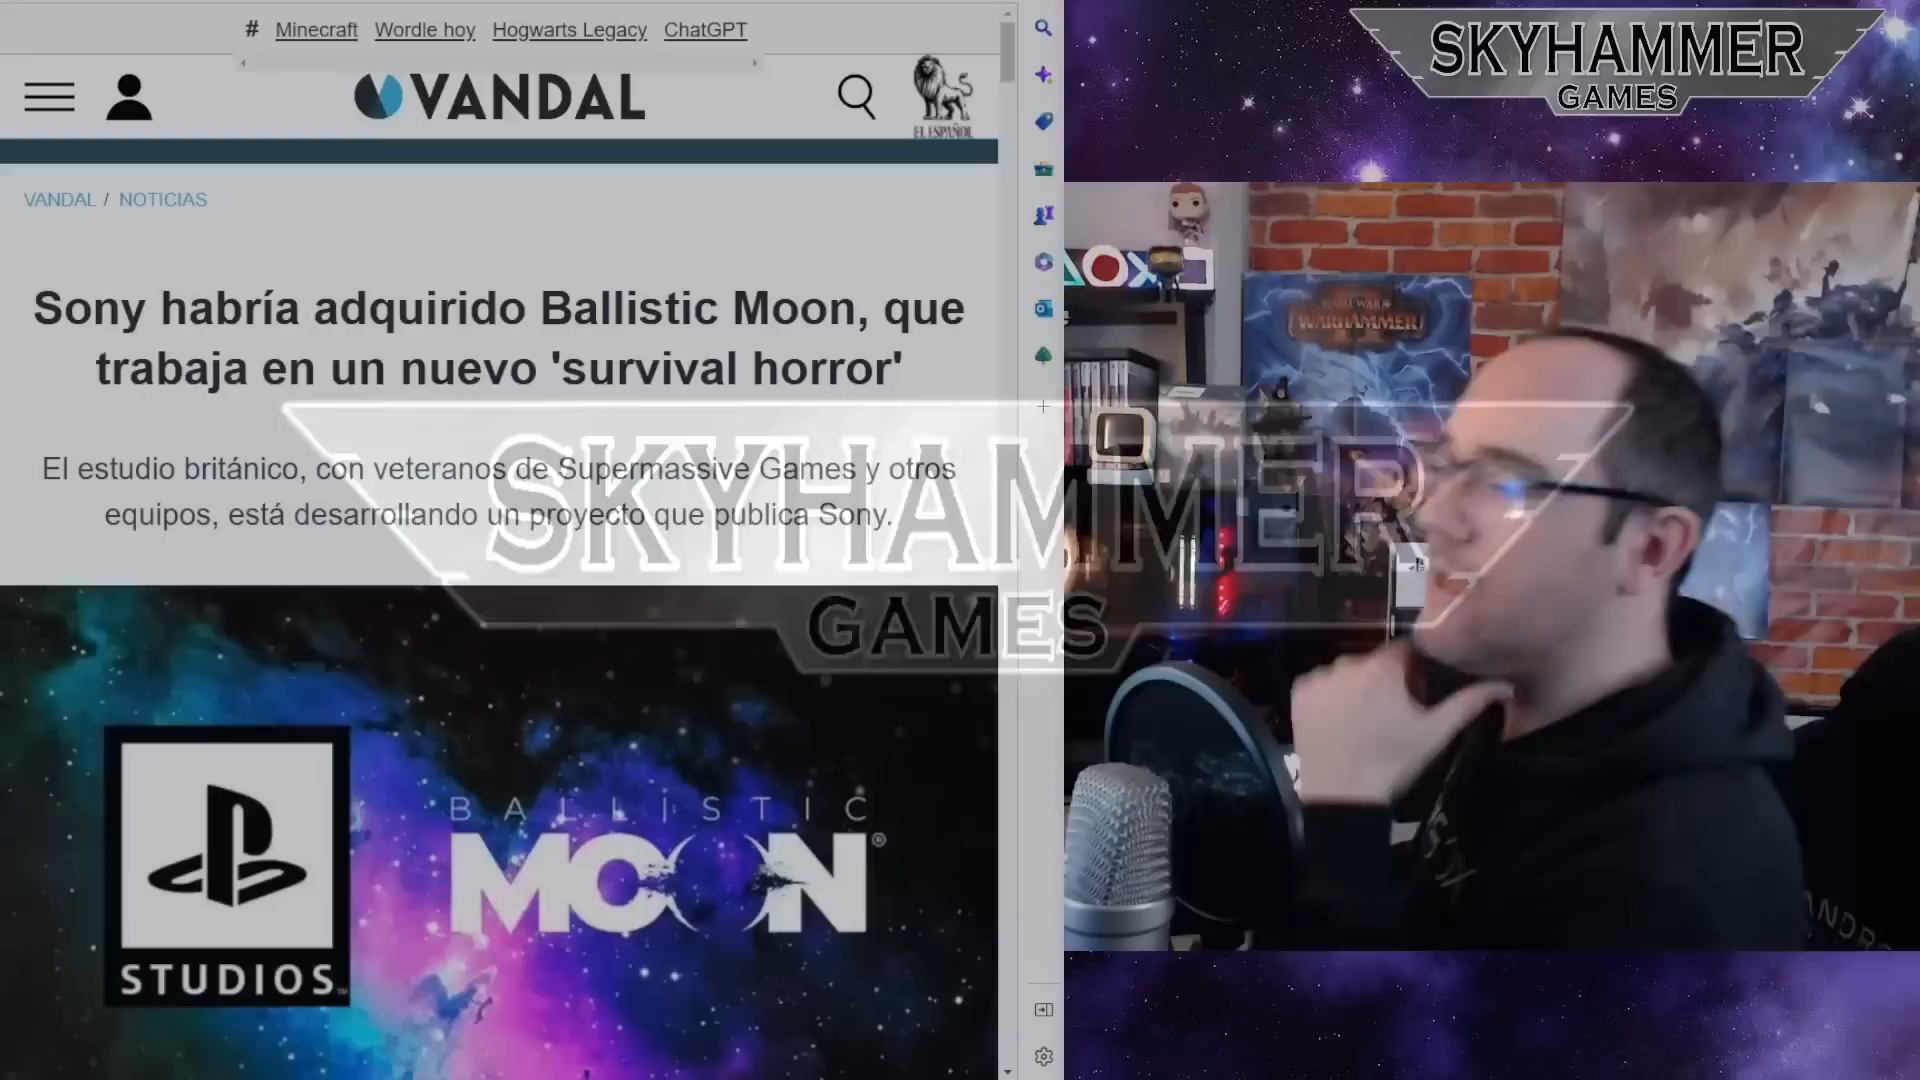 # Minecraft Wordle hoy Hogwarts Legacy ChatGPT
VANDAL
EL ESPAÑOL
VANDAL / NOTICIAS
Sony habría adquirido Ballistic Moon, que
trabaja en un nuevo 'survival horror'
El estudio británico, con veteranos de Supermassive Games y otros
equipos, está desarrollando un proyecto que publica Sony.
SKYHAMMER
GAMES
BALLISTIC
MOON®
STUDIOS™
SKYHAMMER
GAMES
WARHAMMER
ANDRO